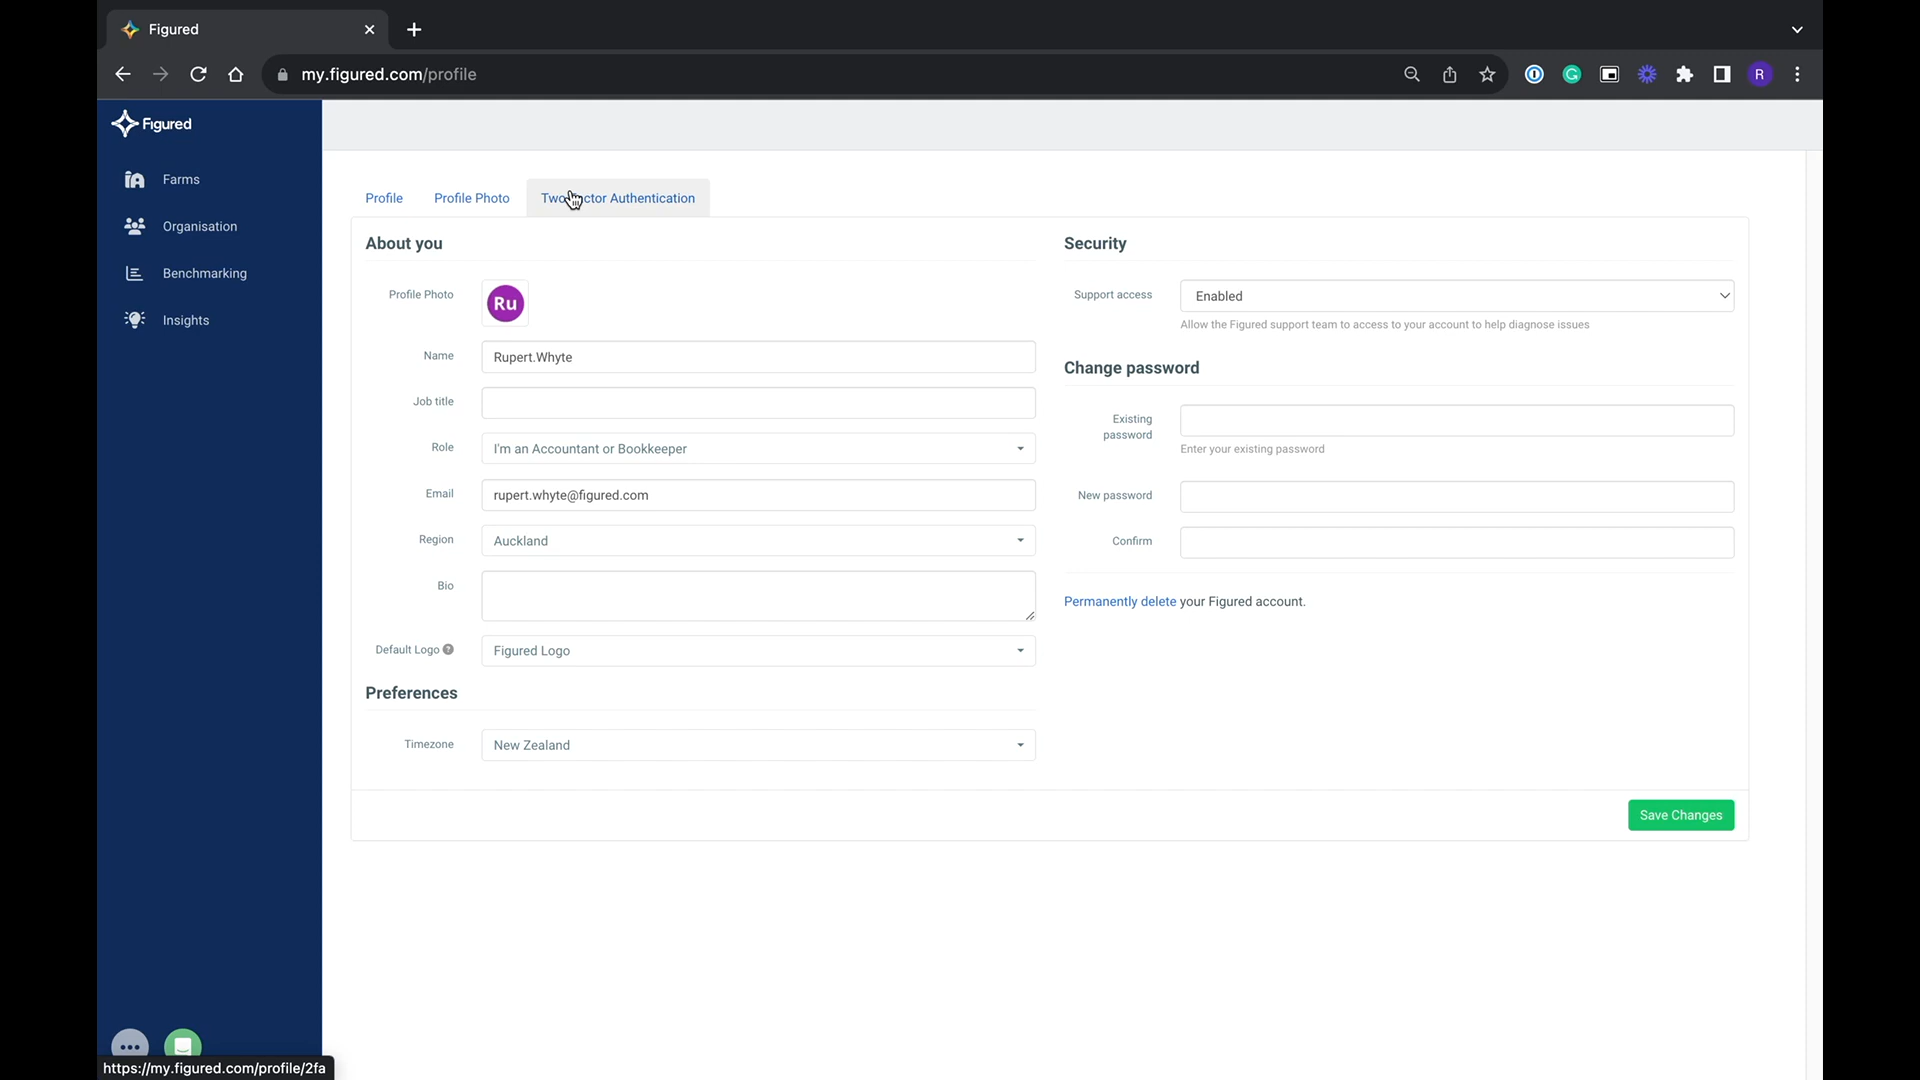 Figured
my.figured.com/profile
R
Figured
Farms
Organisation
Benchmarking
Insights
Profile
Profile Photo
Two ctor Authentication
About you
Profile Photo
Ru
Name
Rupert.Whyte
Job title
Role
I'm an Accountant or Bookkeeper
Email
rupert.whyte@figured.com
Region
Auckland
Bio
Default Logo ?
Figured Logo
Preferences
Timezone
New Zealand
Security
Support access
Enabled
Allow the Figured support team to access to your account to help diagnose issues
Change password
Existing
password
Enter your existing password
New password
Confirm
Permanently delete your Figured account.
Save Changes
https://my.figured.com/profile/2fa